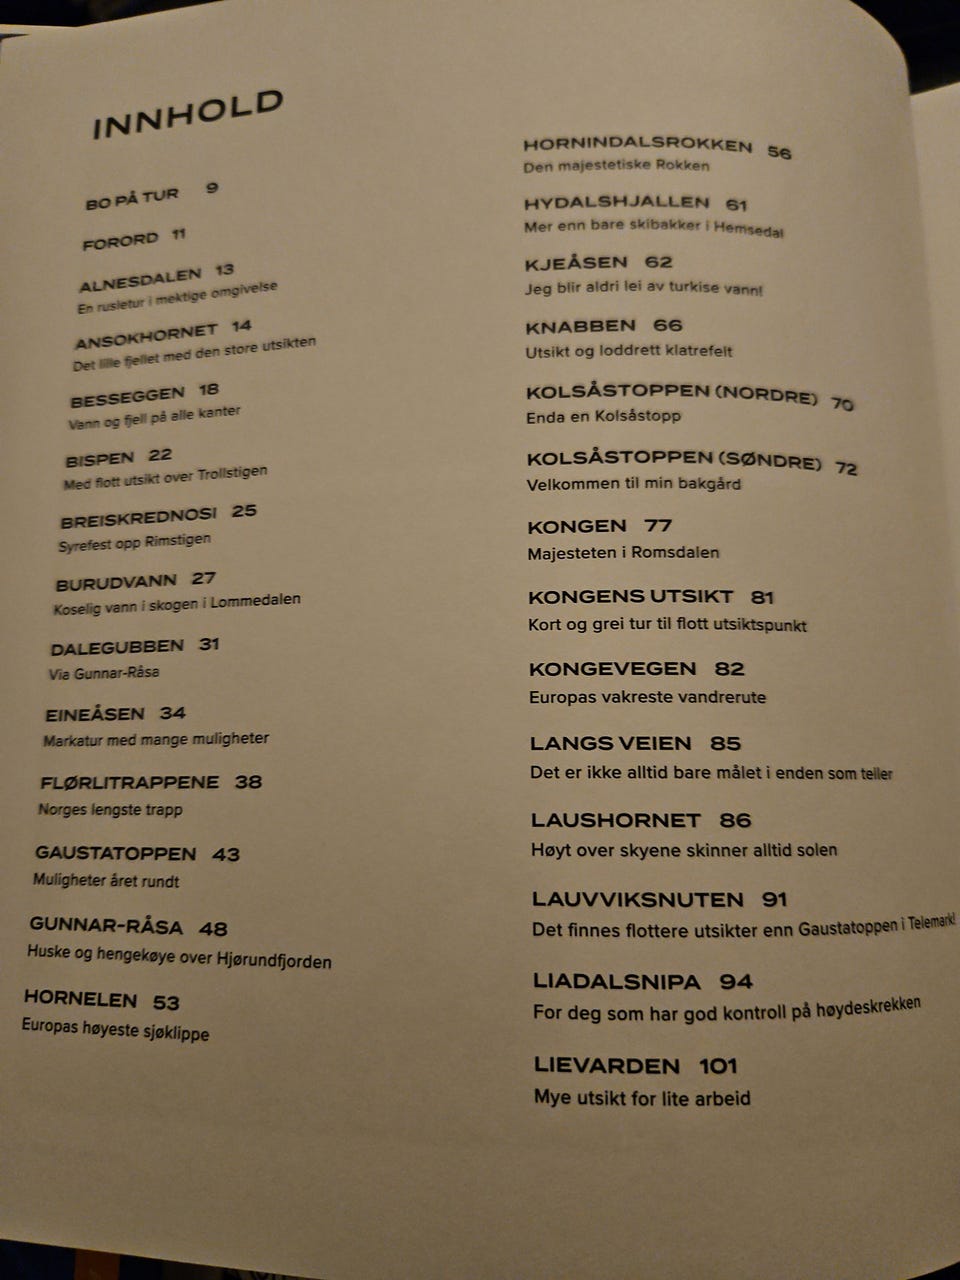 INNHOLD
BO PÅ TUR 9
FORORD 11
ALNESDALEN 13
En rusletur i mektige omgivelse
ANSOKHORNET 14
Det lille fjellet med den store utsikten
BESSEGGEN 18
Vann og fjell på alle kanter
BISPEN 22
Med flott utsikt over Trollstigen
BREISKREDNOSI 25
Syrefest opp Rimstigen
BURUDVANN 27
Koselig vann i skogen i Lommedalen
DALEGUBBEN 31
Via Gunnar-Råsa
EINEÅSEN 34
Markatur med mange muligheter
FLØRLITRAPPENE 38
Norges lengste trapp
GAUSTATOPPEN 43
Muligheter året rundt
GUNNAR-RÅSA 48
Huske og hengekøye over Hjørundfjorden
HORNELEN 53
Europas høyeste sjøklippe
HORNINDALSROKKEN 56
Den majestetiske Rokken
HYDALSHJALLEN 61
Mer enn bare skibakker i Hemsedal
KJEÅSEN 62
Jeg blir aldri lei av turkise vann!
KNABBEN 66
Utsikt og loddrett klatrefelt
KOLSÅSTOPPEN (NORDRE) 70
Enda en Kolsåstopp
KOLSÅSTOPPEN (SØNDRE) 72
Velkommen til min bakgård
KONGEN 77
Majesteten i Romsdalen
KONGENS UTSIKT 81
Kort og grei tur til flott utsiktspunkt
KONGEVEGEN 82
Europas vakreste vandrerute
LANGS VEIEN 85
Det er ikke alltid bare målet i enden som teller
LAUSHORNET 86
Høyt over skyene skinner alltid solen
LAUVVIKSNUTEN 91
Det finnes flottere utsikter enn Gaustatoppen i Telemark!
LIADALSNIPA 94
For deg som har god kontroll på høydeskrekken
LIEVARDEN 101
Mye utsikt for lite arbeid